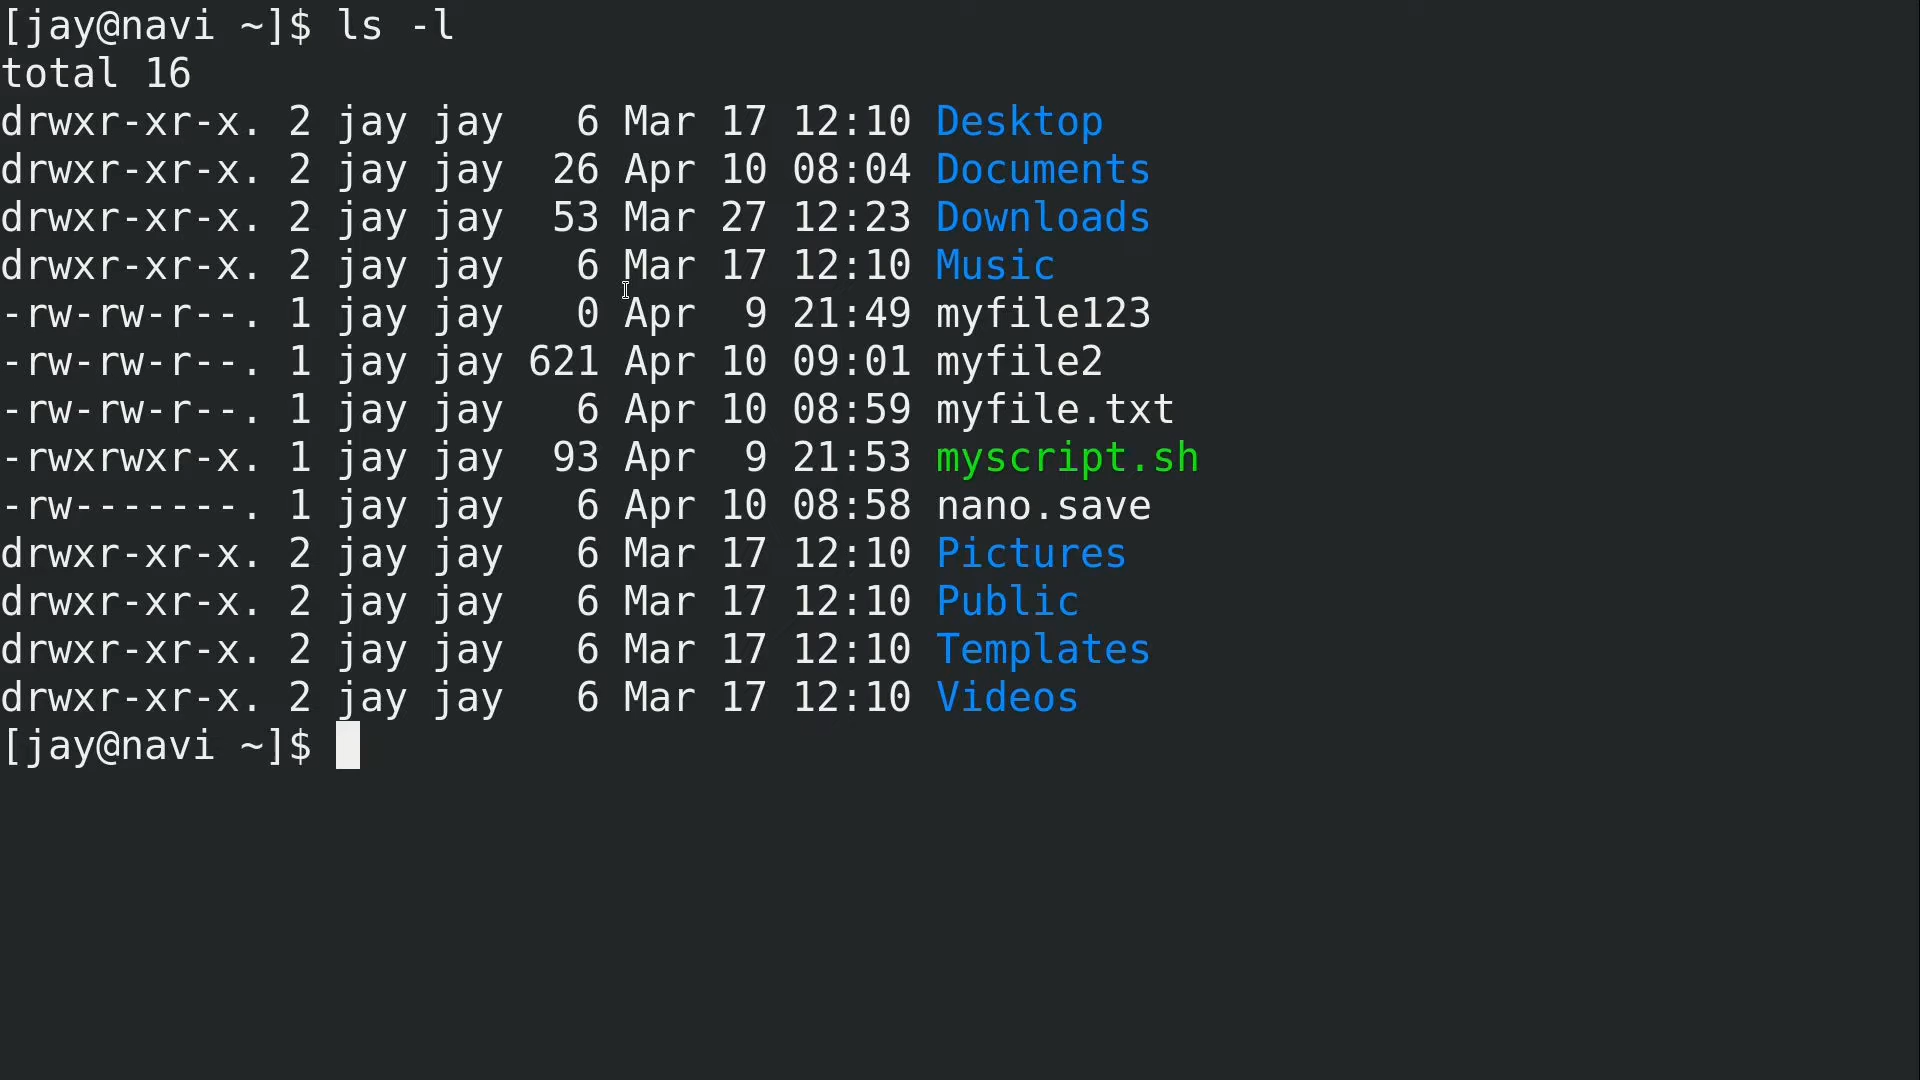 [jay@navi ~]$ ls -l
total 16
drwxr-xr-x. 2 jay jay   6 Mar 17 12:10 Desktop
drwxr-xr-x. 2 jay jay  26 Apr 10 08:04 Documents
drwxr-xr-x. 2 jay jay  53 Mar 27 12:23 Downloads
drwxr-xr-x. 2 jay jay   6 Mar 17 12:10 Music
-rw-rw-r--. 1 jay jay   0 Apr  9 21:49 myfile123
-rw-rw-r--. 1 jay jay 621 Apr 10 09:01 myfile2
-rw-rw-r--. 1 jay jay   6 Apr 10 08:59 myfile.txt
-rwxrwxr-x. 1 jay jay  93 Apr  9 21:53 myscript.sh
-rw-------. 1 jay jay   6 Apr 10 08:58 nano.save
drwxr-xr-x. 2 jay jay   6 Mar 17 12:10 Pictures
drwxr-xr-x. 2 jay jay   6 Mar 17 12:10 Public
drwxr-xr-x. 2 jay jay   6 Mar 17 12:10 Templates
drwxr-xr-x. 2 jay jay   6 Mar 17 12:10 Videos
[jay@navi ~]$